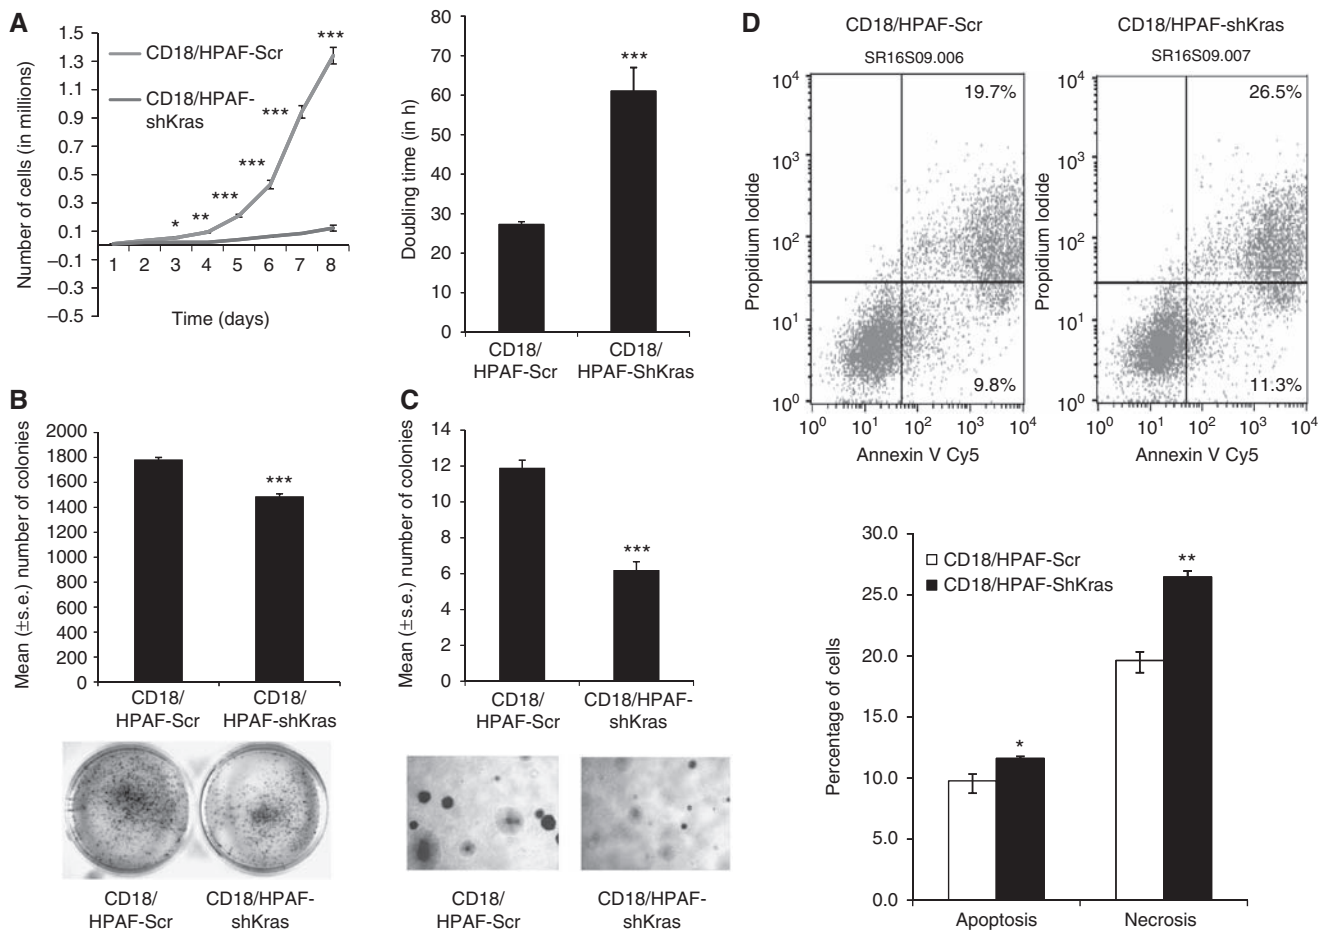 A
1.5
1.3
1.1
0.9
0.7
0.5
0.3
0.1
–0.1
–0.3
–0.5
Number of cells (in millions)
CD18/HPAF-Scr
CD18/HPAF-
shKras
*
**
***
***
***
***
1 2 3 4 5 6 7 8
Time (days)
80
70
60
50
40
30
20
10
0
Doubling time (in h)
***
CD18/
HPAF-Scr
CD18/
HPAF-ShKras
B
2000
1800
1600
1400
1200
1000
800
600
400
200
0
Mean (±s.e.) number of colonies
***
CD18/
HPAF-Scr
CD18/
HPAF-shKras
CD18/
HPAF-Scr
CD18/HPAF-
shKras
C
14
12
10
8
6
4
2
0
Mean (±s.e.) number of colonies
***
CD18/
HPAF-Scr
CD18/HPAF-
shKras
CD18/
HPAF-Scr
CD18/HPAF-
shKras
D
CD18/HPAF-Scr
SR16S09.006
19.7%
9.8%
10⁴
10³
10²
10¹
10⁰
Propidium Iodide
10⁰ 10¹ 10² 10³ 10⁴
Annexin V Cy5
CD18/HPAF-shKras
SR16S09.007
26.5%
11.3%
10⁴
10³
10²
10¹
10⁰
Propidium Iodide
10⁰ 10¹ 10² 10³ 10⁴
Annexin V Cy5
30.0
25.0
20.0
15.0
10.0
5.0
0.0
Percentage of cells
CD18/HPAF-Scr
CD18/HPAF-ShKras
*
**
Apoptosis
Necrosis